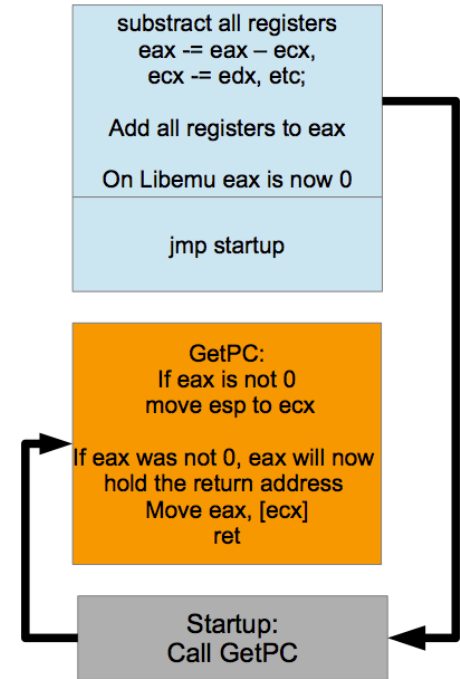 substract all registers
eax -= eax – ecx,
ecx -= edx, etc;
Add all registers to eax
On Libemu eax is now 0
jmp startup
GetPC:
If eax is not 0
move esp to ecx
If eax was not 0, eax will now
hold the return address
Move eax, [ecx]
ret
Startup:
Call GetPC